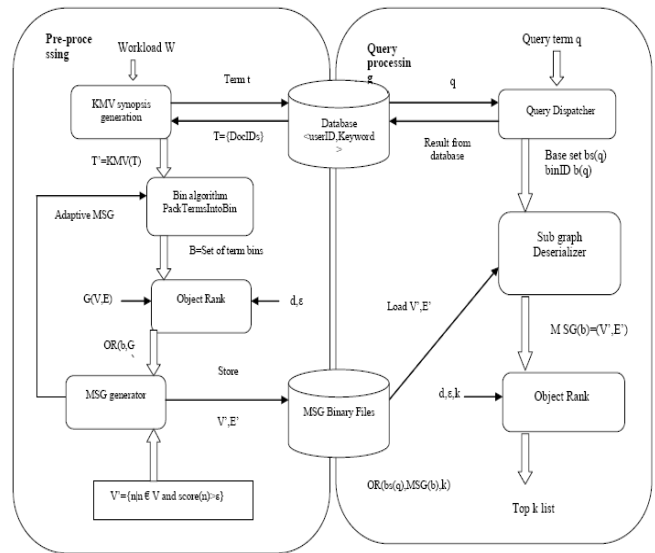 Pre-proce
ssing
Workload W
KMV synopsis
generation
Term t
T={DocIDs}
T'=KMV(T)
Bin algorithm
PackTermsIntoBin
Adaptive MSG
B=Set of term bins
G(V,E)
Object Rank
d,ε
OR(b,G
MSG generator
Store
V',E'
V'={n|n € V and score(n)>ε}
Database
<userID,Keyword
>
MSG Binary Files
Query
processin
g
Query term q
q
Query Dispatcher
Result from
database
Base set bs(q)
binID b(q)
Sub graph
Deserializer
Load V',E'
M SG(b)=(V',E')
d,ε,k
Object Rank
OR(bs(q),MSG(b),k)
Top k list